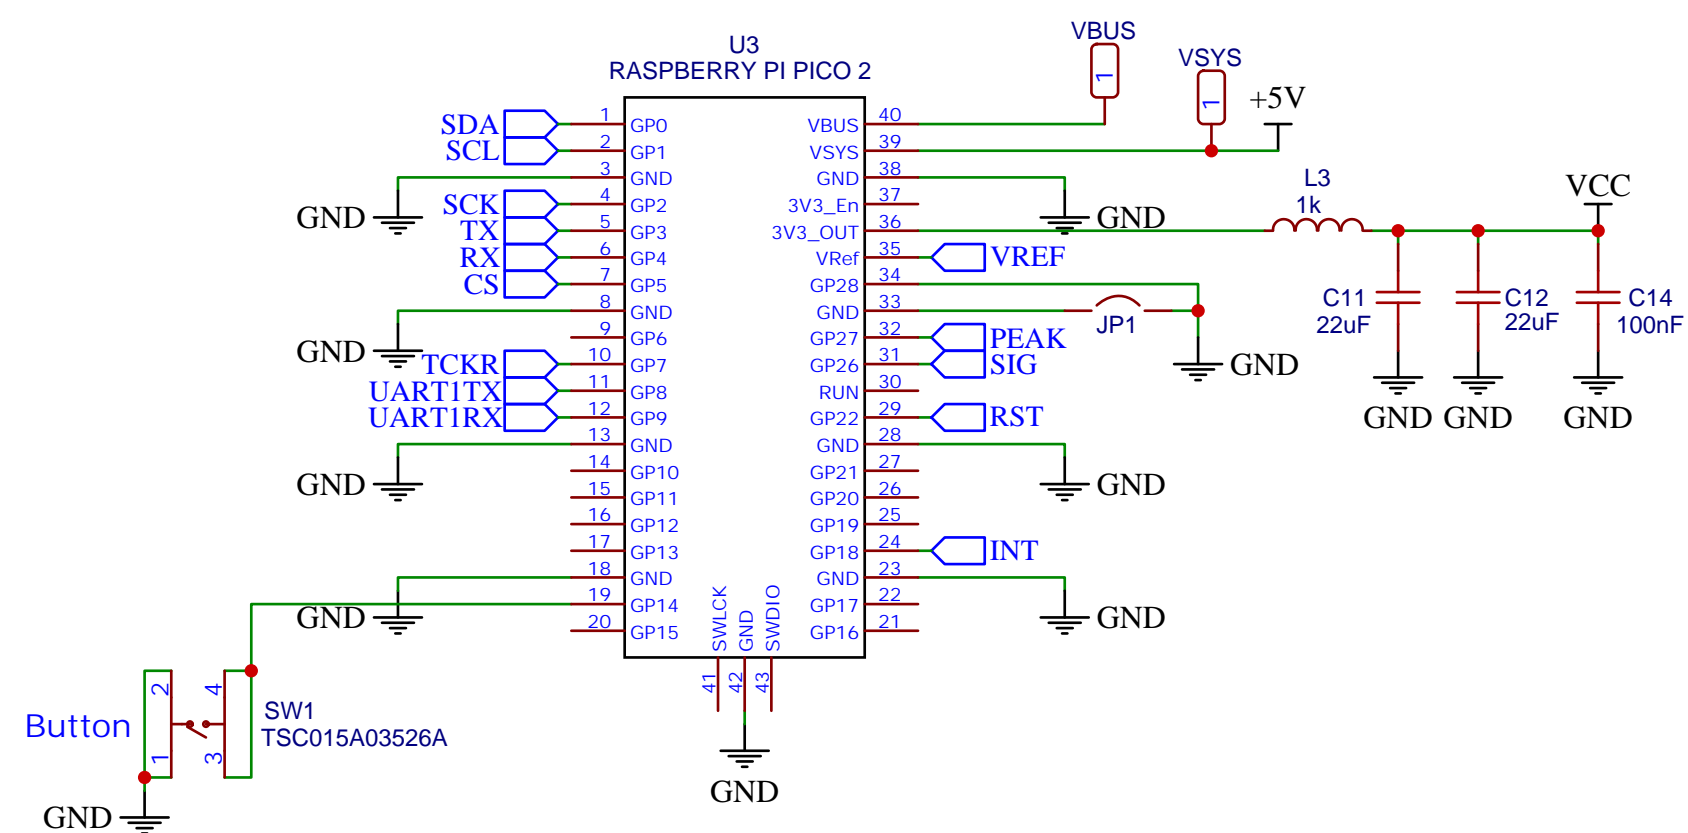 U3
RASPBERRY PI PICO 2
VBUS
1
VSYS
1
+5V
SDA 1 GP0
SCL 2 GP1
3 GND
GND
SCK 4 GP2
TX 5 GP3
RX 6 GP4
CS 7 GP5
8 GND
GND
9 GP6
TCKR 10 GP7
UART1TX 11 GP8
UART1RX 12 GP9
13 GND
GND
14 GP10
15 GP11
16 GP12
17 GP13
18 GND
GND
19 GP14
20 GP15
VBUS 40
VSYS 39
GND 38
GND
3V3_En 37
3V3_OUT 36
VRef 35 VREF
GP28 34
GND 33
JP1
GND
GP27 32 PEAK
GP26 31 SIG
RUN 30
GP22 29 RST
GND 28
GND
GP21 27
GP20 26
GP19 25
GP18 24 INT
GND 23
GND
GP17 22
GP16 21
SWLCK
GND
SWDIO
41
42
43
GND
L3
1k
VCC
C11
22uF
C12
22uF
C14
100nF
GND
GND
GND
Button
2
1
4
3
SW1
TSC015A03526A
GND